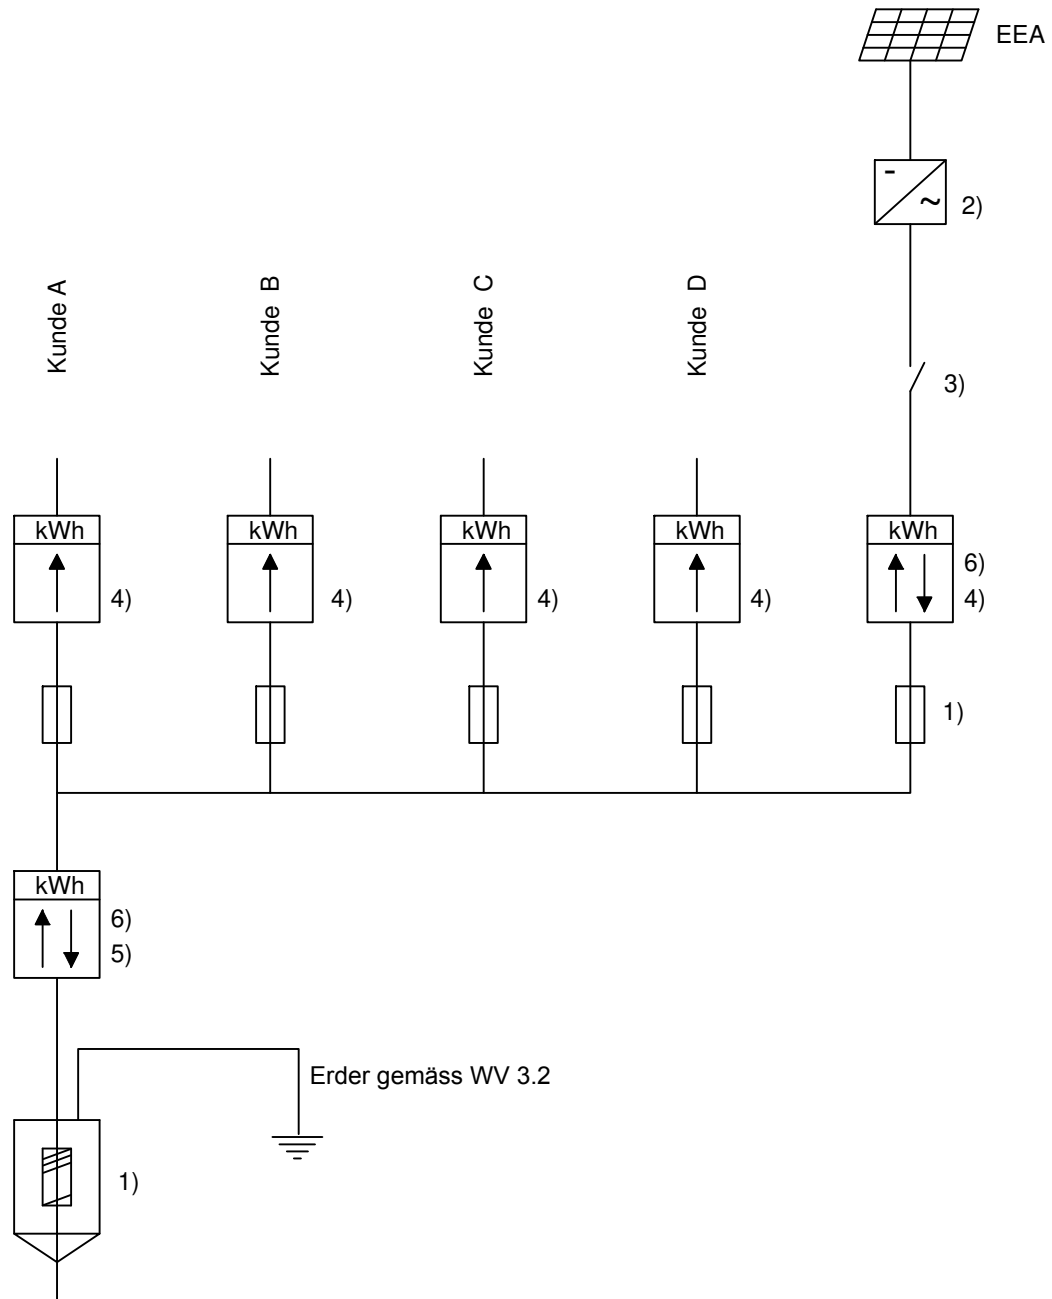 EEA
-
~
2)
Kunde A
Kunde B
Kunde C
Kunde D
3)
kWh
4)
kWh
4)
kWh
4)
kWh
4)
kWh
6)
4)
1)
kWh
6)
5)
Erder gemäss WV 3.2
1)